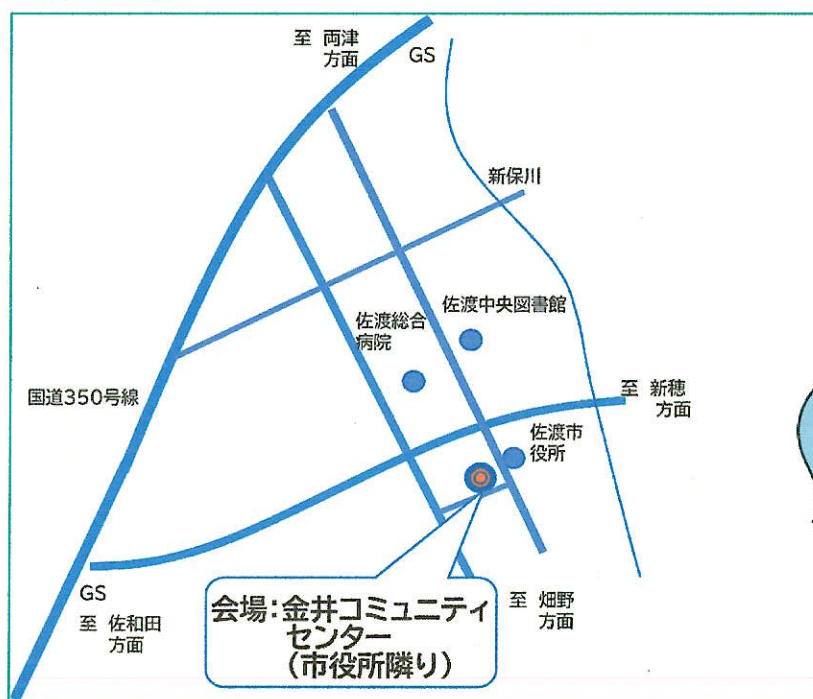 至 両津
方面
GS
新保川
佐渡中央図書館
佐渡総合
病院
国道350号線
至 新穂
方面
佐渡市
役所
GS
至 佐和田
方面
会場:金井コミュニティ
センター
(市役所隣り)
至 畑野
方面